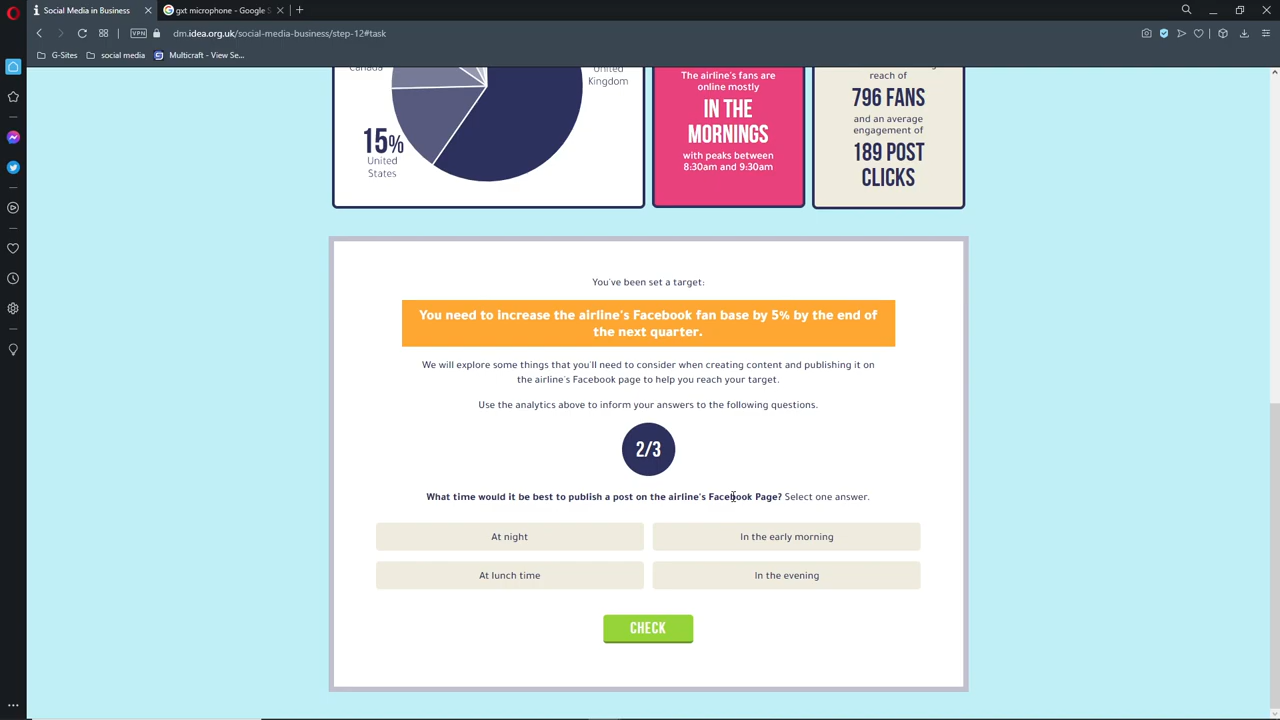 Social Media in Business
gxt microphone - Google S
VPN
dm.idea.org.uk/social-media-business/step-12#task
G-Sites
social media
Multicraft - View Se...
Canada
United
Kingdom
15%
United
States
The airline's fans are
online mostly
IN THE
MORNINGS
with peaks between
8:30am and 9:30am
reach of
796 FANS
and an average
engagement of
189 POST
CLICKS
You've been set a target:
You need to increase the airline's Facebook fan base by 5% by the end of
the next quarter.
We will explore some things that you'll need to consider when creating content and publishing it on
the airline's Facebook page to help you reach your target.
Use the analytics above to inform your answers to the following questions.
2/3
What time would it be best to publish a post on the airline's Facebook Page? Select one answer.
At night
In the early morning
At lunch time
In the evening
CHECK